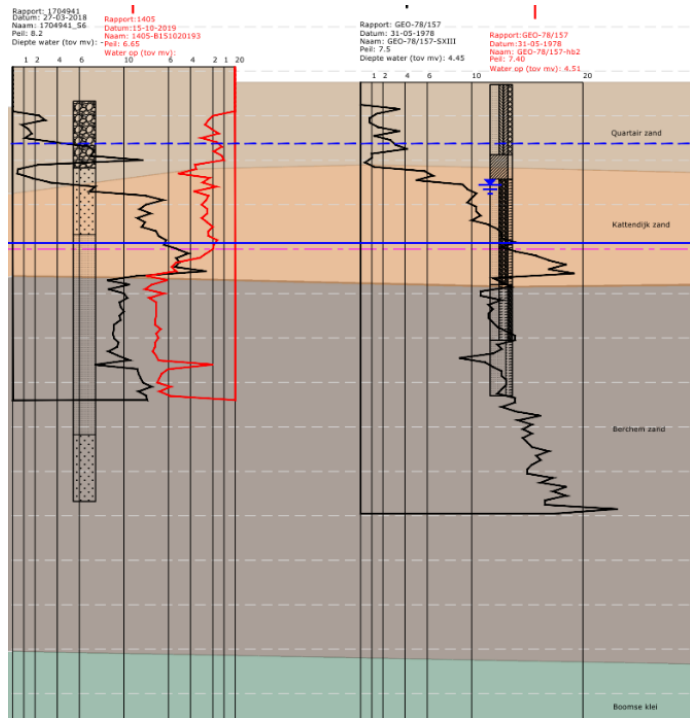 Rapport: 1704941
Datum: 27-03-2018
Naam: 1704941_S6
Peil: 8.2
Diepte water (tov mv): -
Rapport:1405
Datum:15-10-2019
Naam: 1405-B151020193
Peil: 6.65
Water op (tov mv):
Rapport: GEO-78/157
Datum: 31-05-1978
Naam: GEO-78/157-SXIII
Peil: 7.5
Diepte water (tov mv): 4.45
Rapport:GEO-78/157
Datum:31-05-1978
Naam: GEO-78/157-hb2
Peil: 7.40
Water op (tov mv): 4.51
1 2 4 6 10 6 4 2 1 20
1 2 4 6 10 20
Quartair zand
Kattendijk zand
Berchem zand
Boomse klei